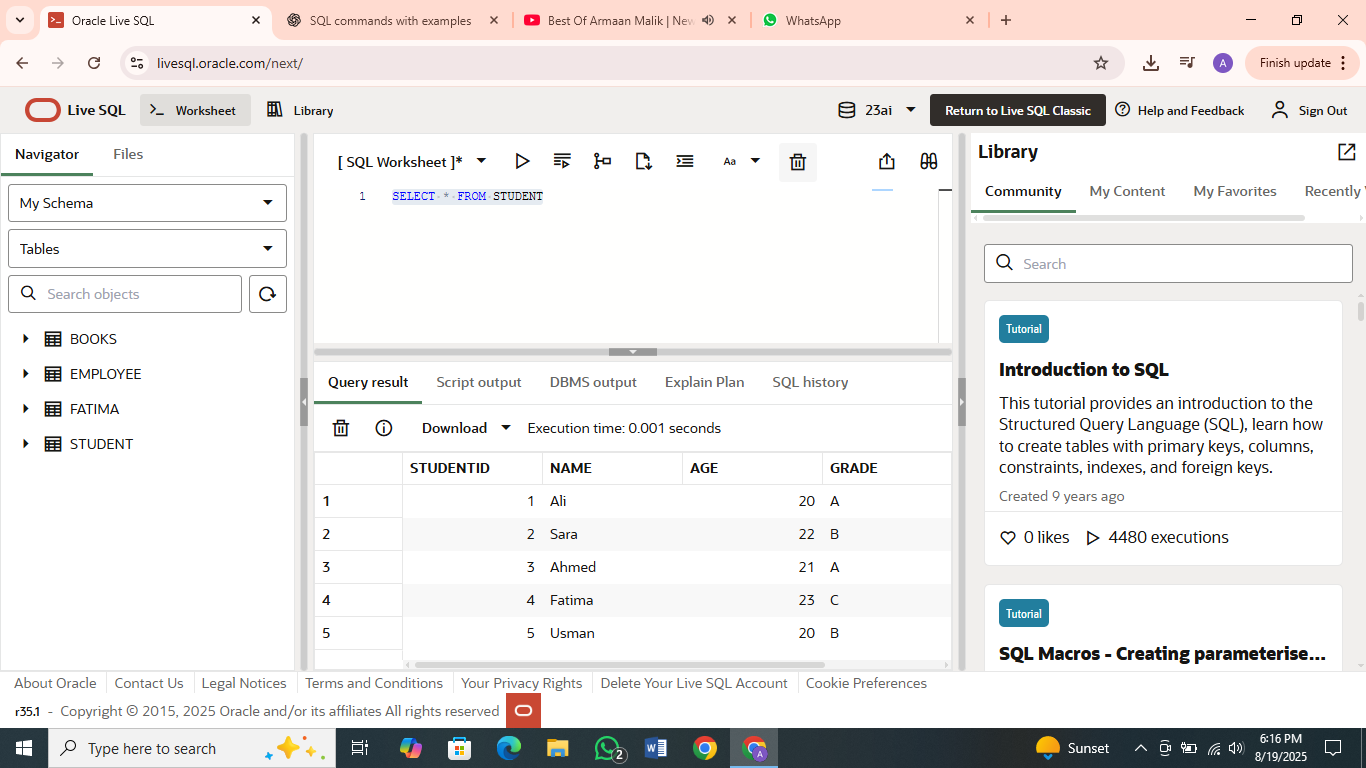 Oracle Live SQL
SQL commands with examples
Best Of Armaan Malik | New
WhatsApp
livesql.oracle.com/next/
A
Finish update
Live SQL
Worksheet
Library
23ai
Return to Live SQL Classic
Help and Feedback
Sign Out
Navigator
Files
My Schema
Tables
Search objects
BOOKS
EMPLOYEE
FATIMA
STUDENT
[ SQL Worksheet ]*
Aa
1 SELECT * FROM STUDENT
Query result
Script output
DBMS output
Explain Plan
SQL history
Download
Execution time: 0.001 seconds
STUDENTID NAME AGE GRADE
1 1 Ali 20 A
2 2 Sara 22 B
3 3 Ahmed 21 A
4 4 Fatima 23 C
5 5 Usman 20 B
Library
Community
My Content
My Favorites
Recently
Search
Tutorial
Introduction to SQL
This tutorial provides an introduction to the
Structured Query Language (SQL), learn how
to create tables with primary keys, columns,
constraints, indexes, and foreign keys.
Created 9 years ago
0 likes
4480 executions
Tutorial
SQL Macros - Creating parameterise...
About Oracle
Contact Us
Legal Notices
Terms and Conditions
Your Privacy Rights
Delete Your Live SQL Account
Cookie Preferences
r35.1 - Copyright © 2015, 2025 Oracle and/or its affiliates All rights reserved
Type here to search
2
A
Sunset
6:16 PM
8/19/2025